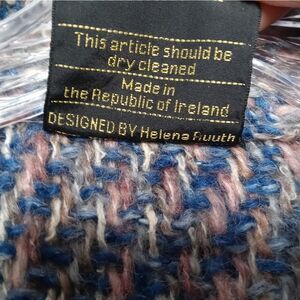 This article should be
dry cleaned
Made in
the Republic of Ireland
DESIGNED BY Helena Ruuth